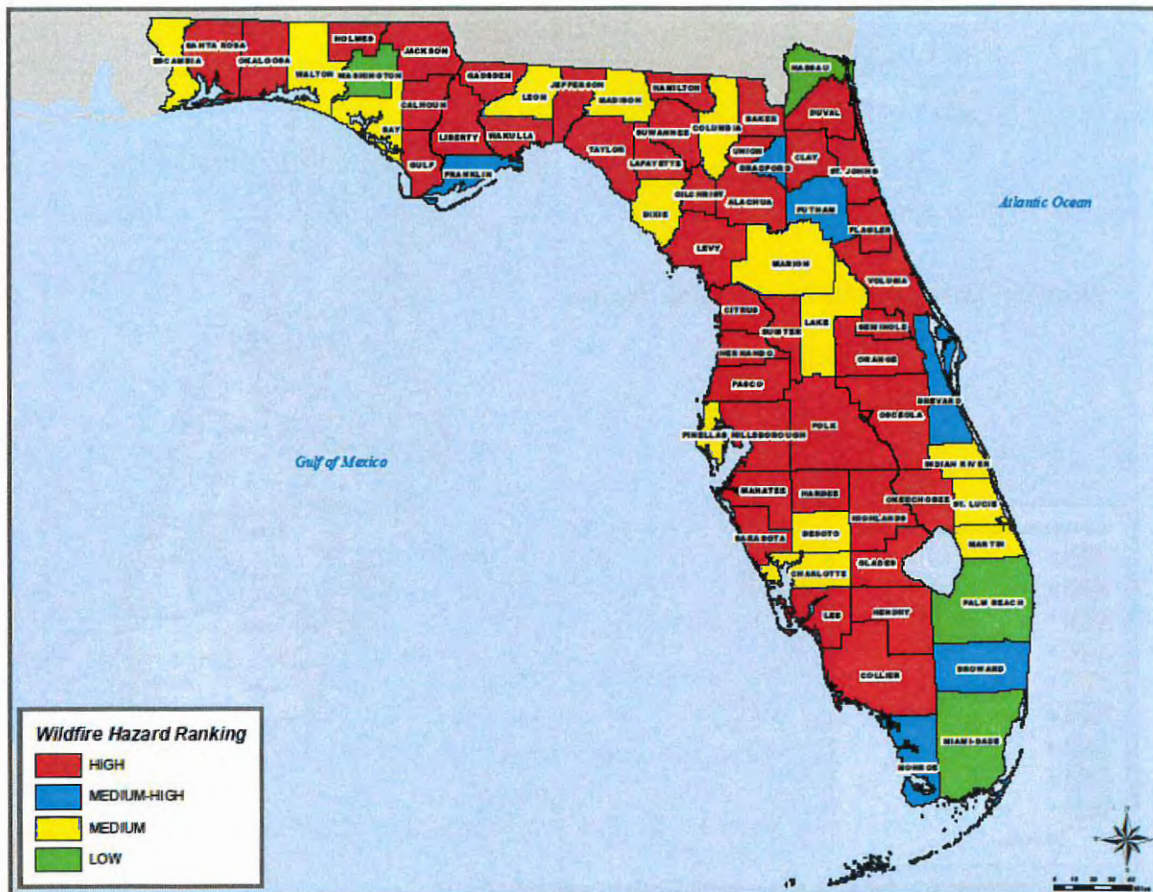 HOLMES
SANTA ROSA
JACKSON
ESCAMBIA
OKALOOSA
WALTON
WASHINGTON
NASSAU
GADSDEN
JEFFERSON
HAMILTON
LEON
MADISON
CALHOUN
BAKER
DUVAL
BAY
LIBERTY
WAKULLA
SUWANNEE
COLUMBIA
TAYLOR
UNION
CLAY
GULF
FRANKLIN
LAFAYETTE
BRADFORD
ST. JOHNS
GILCHRIST
ALACHUA
Atlantic Ocean
DIXIE
PUTNAM
FLAGLER
LEVY
MARION
VOLUSIA
CITRUS
SUMTER
LAKE
SEMINOLE
HERNANDO
ORANGE
PASCO
BREVARD
OSCEOLA
PINELLAS
HILLSBOROUGH
POLK
Gulf of Mexico
INDIAN RIVER
MANATEE
HARDEE
OKEECHOBEE
ST. LUCIE
HIGHLANDS
SARASOTA
DESOTO
MARTIN
CHARLOTTE
GLADES
PALM BEACH
LEE
HENDRY
COLLIER
BROWARD
MIAMI-DADE
MONROE
Wildfire Hazard Ranking
HIGH
MEDIUM-HIGH
MEDIUM
LOW